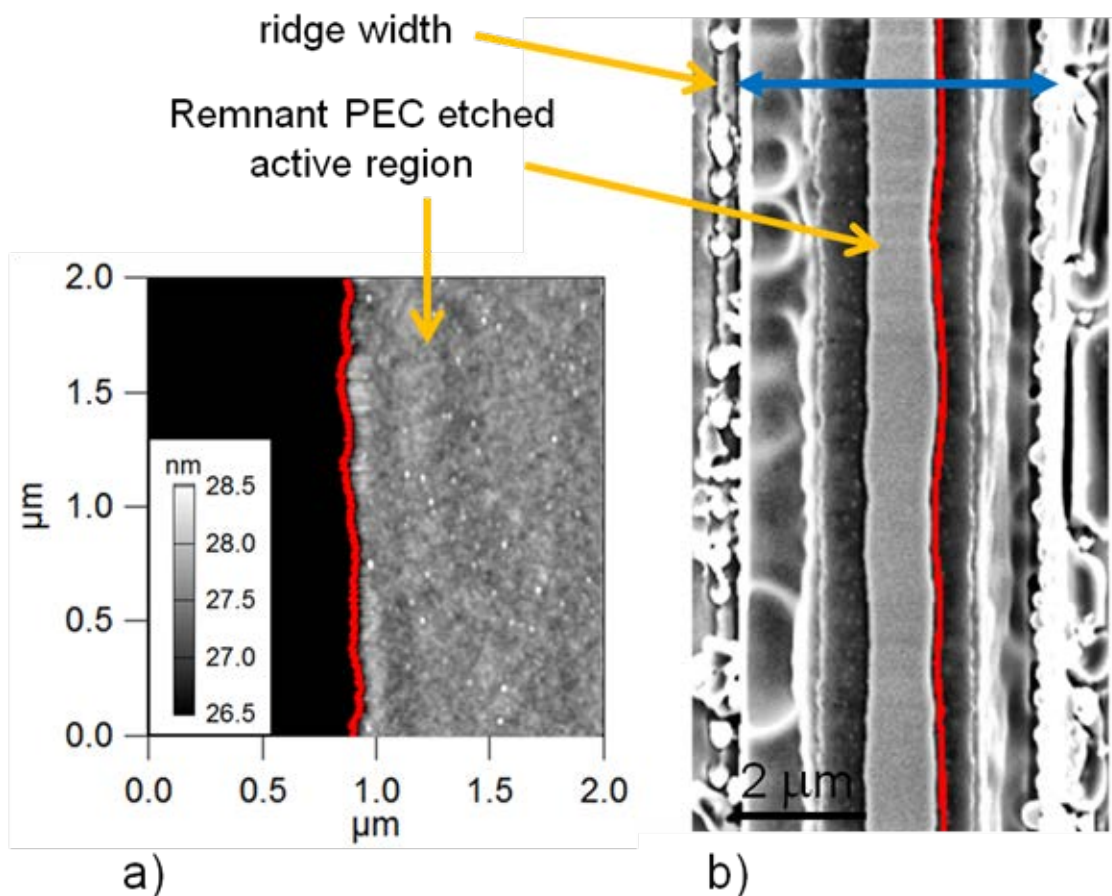 ridge width
Remnant PEC etched
active region
2.0
1.5
1.0
0.5
0.0
μm
nm
28.5
28.0
27.5
27.0
26.5
0.0
0.5
1.0
1.5
2.0
μm
a)
2 μm
b)